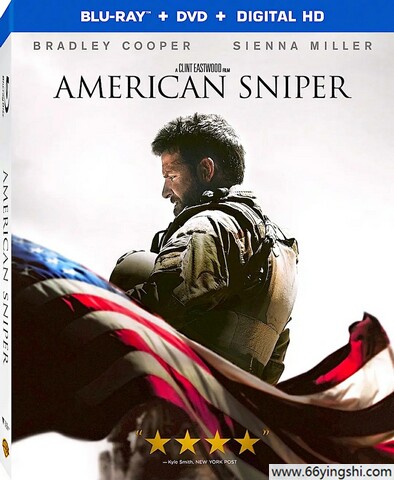 BLU-RAY™ + DVD + DIGITAL HD
BRADLEY COOPER SIENNA MILLER
A CLINT EASTWOOD FILM
AMERICAN SNIPER
AMERICAN SNIPER
— Kyle Smith, NEW YORK POST
www.66yingshi.com